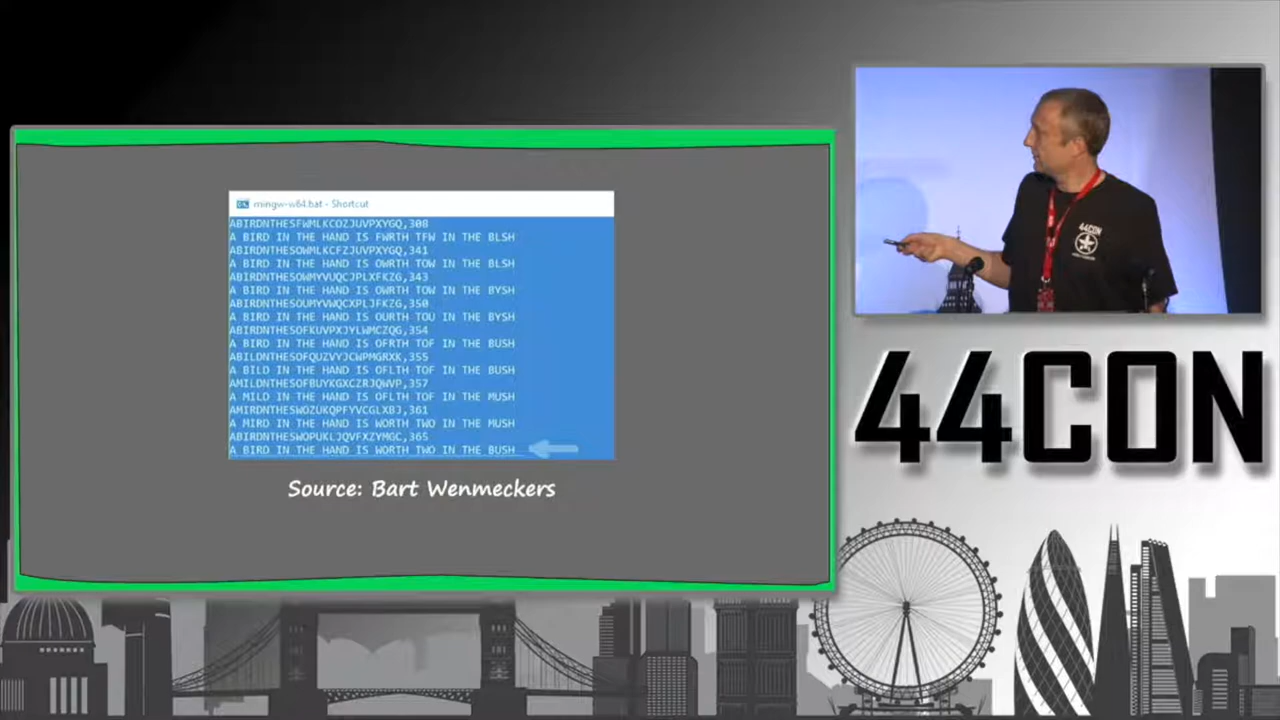 mingw-w64.bat - Shortcut
ABIRDNTHESFWMLKCOZJUVPXYGQ,308
A BIRD IN THE HAND IS FWRTH TFW IN THE BLSH
ABIRDNTHESOWMLKCFZJUVPXYGQ,341
A BIRD IN THE HAND IS OWRTH TOW IN THE BLSH
ABIRDNTHESOWMYVUQCJPLXFKZG,343
A BIRD IN THE HAND IS OWRTH TOW IN THE BYSH
ABIRDNTHESOUMYVWQCXPLJFKZG,350
A BIRD IN THE HAND IS OURTH TOU IN THE BYSH
ABIRDNTHESOFKUVPXJYLWMCZQG,354
A BIRD IN THE HAND IS OFRTH TOF IN THE BUSH
ABILDNTHESOFQUZVYJCWPMGRXK,355
A BILD IN THE HAND IS OFLTH TOF IN THE BUSH
AMILDNTHESOFBUYKGXCZRJQWVP,357
A MILD IN THE HAND IS OFLTH TOF IN THE MUSH
AMIRDNTHESWOZUKQPFYVCGLXBJ,361
A MIRD IN THE HAND IS WORTH TWO IN THE MUSH
ABIRDNTHESWOPUKLJQVFXZYMGC,365
A BIRD IN THE HAND IS WORTH TWO IN THE BUSH
Source: Bart Wenmeckers
44CON
44CON